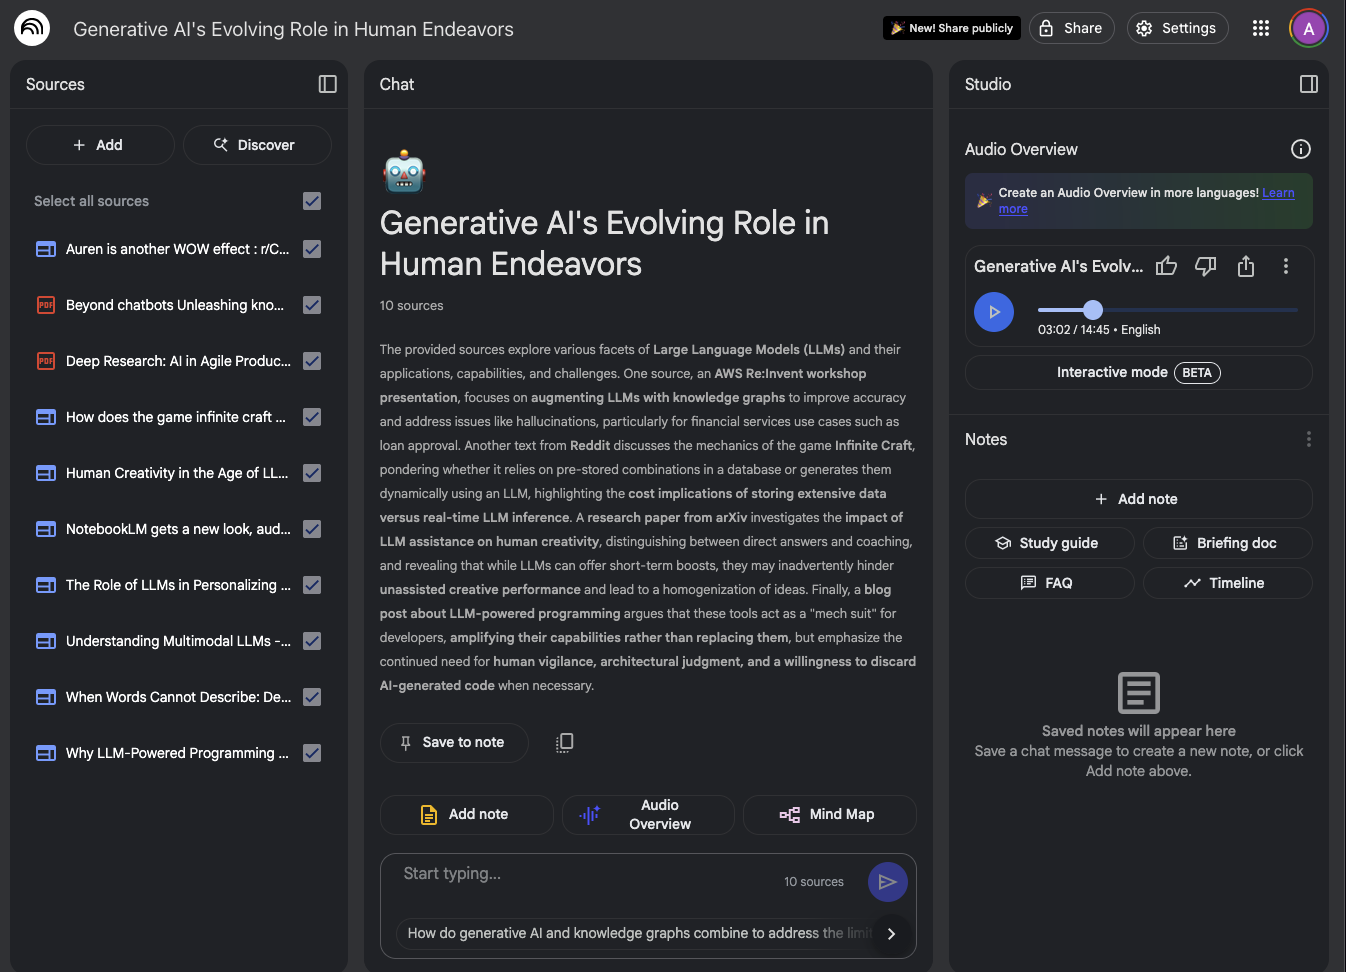 Generative AI's Evolving Role in Human Endeavors
New! Share publicly
Share
Settings
A
Sources
Add
Discover
Select all sources
Auren is another WOW effect : r/C...
PDF
Beyond chatbots Unleashing kno...
PDF
Deep Research: AI in Agile Produc...
How does the game infinite craft ...
Human Creativity in the Age of LL...
NotebookLM gets a new look, aud...
The Role of LLMs in Personalizing ...
Understanding Multimodal LLMs -...
When Words Cannot Describe: De...
Why LLM-Powered Programming ...
Chat
Generative AI's Evolving Role in
Human Endeavors
10 sources
The provided sources explore various facets of Large Language Models (LLMs) and their
applications, capabilities, and challenges. One source, an AWS Re:Invent workshop
presentation, focuses on augmenting LLMs with knowledge graphs to improve accuracy
and address issues like hallucinations, particularly for financial services use cases such as
loan approval. Another text from Reddit discusses the mechanics of the game Infinite Craft,
pondering whether it relies on pre-stored combinations in a database or generates them
dynamically using an LLM, highlighting the cost implications of storing extensive data
versus real-time LLM inference. A research paper from arXiv investigates the impact of
LLM assistance on human creativity, distinguishing between direct answers and coaching,
and revealing that while LLMs can offer short-term boosts, they may inadvertently hinder
unassisted creative performance and lead to a homogenization of ideas. Finally, a blog
post about LLM-powered programming argues that these tools act as a "mech suit" for
developers, amplifying their capabilities rather than replacing them, but emphasize the
continued need for human vigilance, architectural judgment, and a willingness to discard
AI-generated code when necessary.
Save to note
Add note
Audio
Overview
Mind Map
Start typing...
10 sources
How do generative AI and knowledge graphs combine to address the limit
Studio
Audio Overview
Create an Audio Overview in more languages! Learn
more
Generative AI's Evolv...
03:02 / 14:45 • English
Interactive mode BETA
Notes
Add note
Study guide
Briefing doc
FAQ
Timeline
Saved notes will appear here
Save a chat message to create a new note, or click
Add note above.